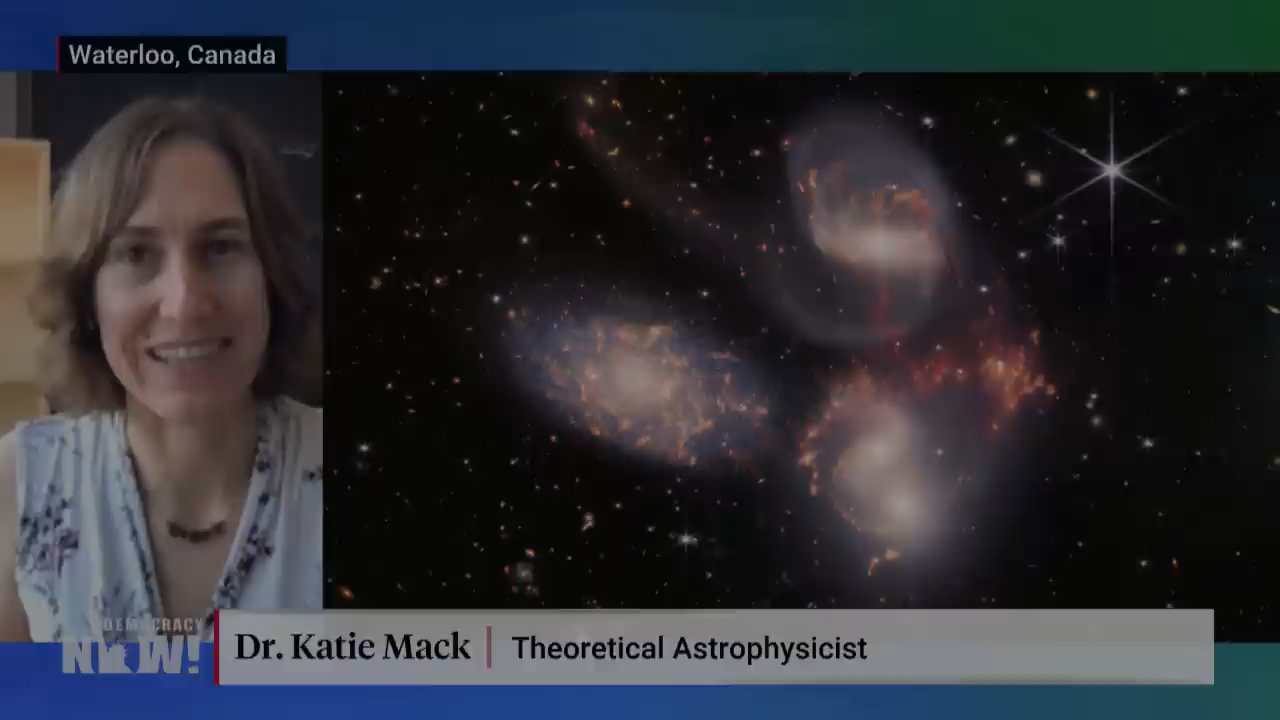 Waterloo, Canada
DEMOCRACY
NOW!
Dr. Katie Mack | Theoretical Astrophysicist